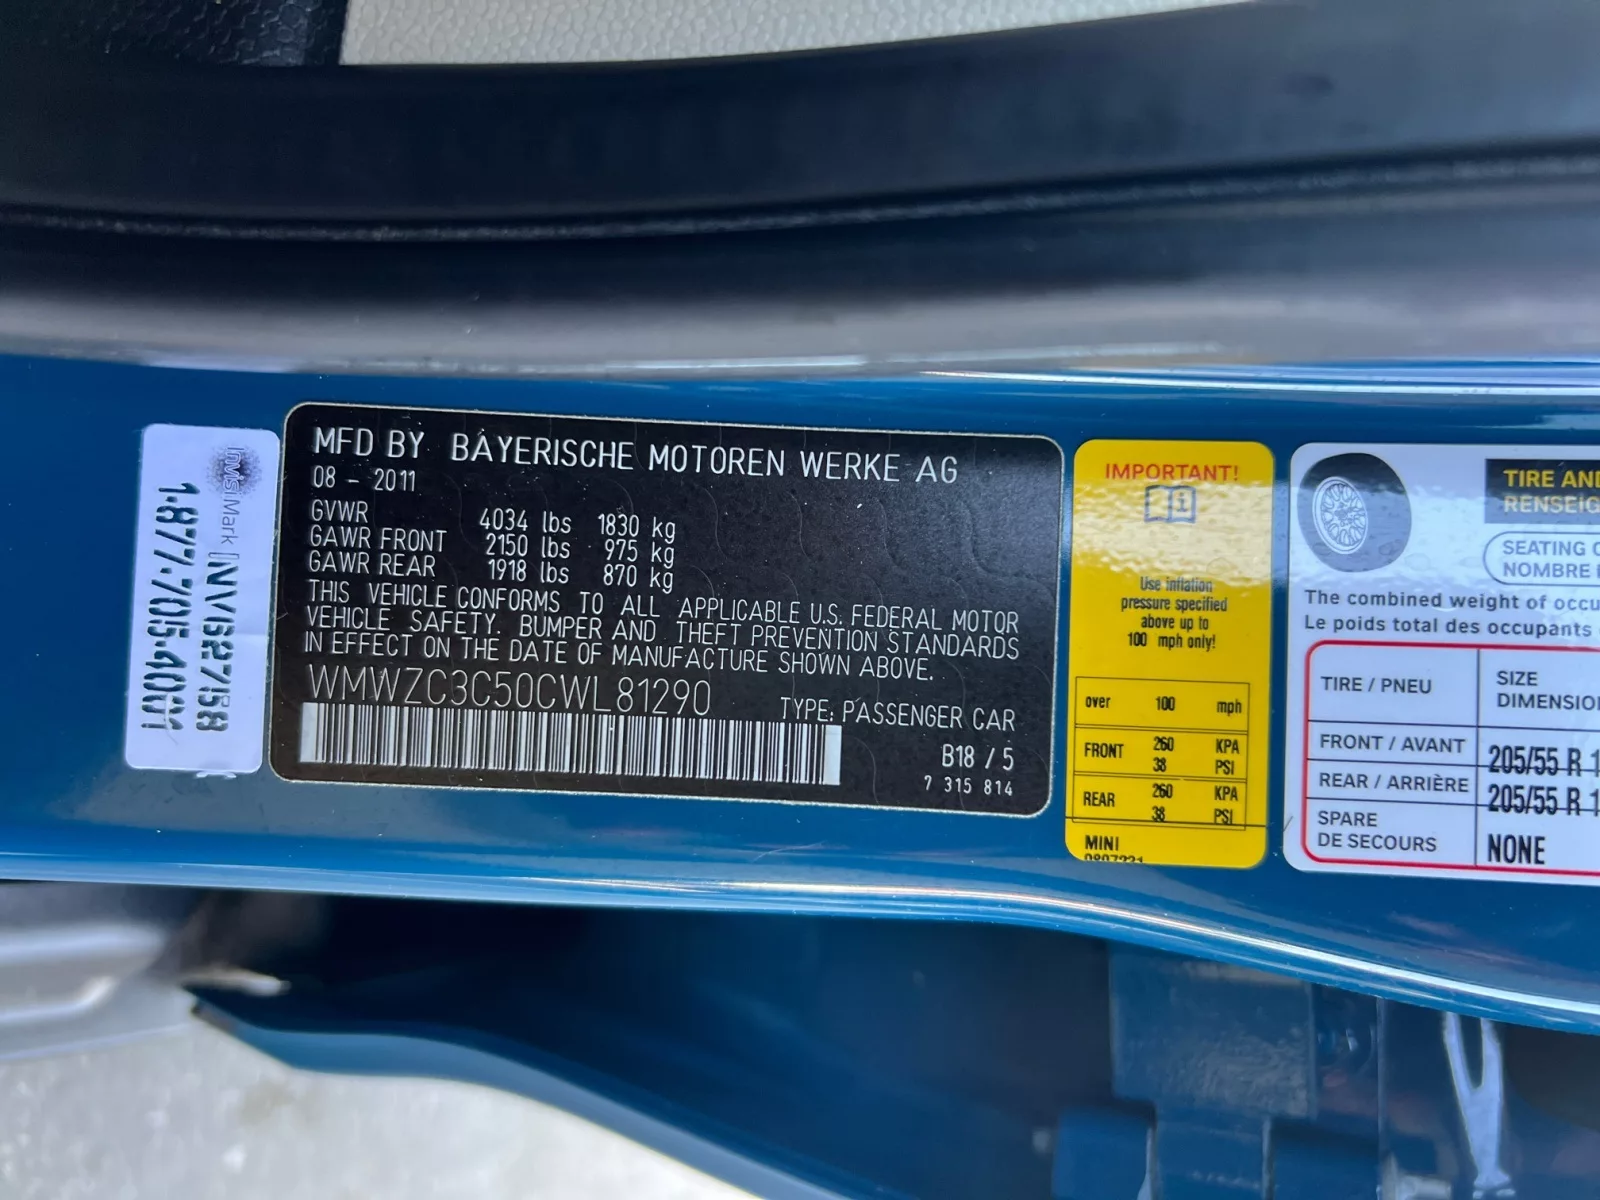 InViSiMark
INV627758
1.877.705.4001
MFD BY BAYERISCHE MOTOREN WERKE AG
08 - 2011
GVWR 4034 lbs 1830 kg
GAWR FRONT 2150 lbs 975 kg
GAWR REAR 1918 lbs 870 kg
THIS VEHICLE CONFORMS TO ALL APPLICABLE U.S. FEDERAL MOTOR
VEHICLE SAFETY. BUMPER AND THEFT PREVENTION STANDARDS
IN EFFECT ON THE DATE OF MANUFACTURE SHOWN ABOVE.
WMWZC3C50CWL81290
TYPE: PASSENGER CAR
B18 / 5
7 315 814
IMPORTANT!
Use inflation
pressure specified
above up to
100 mph only!
over 100 mph
FRONT 260 KPA
38 PSI
REAR 260 KPA
38 PSI
MINI
TIRE AND
RENSEIG
SEATING
NOMBRE
The combined weight of occu
Le poids total des occupants
TIRE / PNEU SIZE
DIMENSION
FRONT / AVANT 205/55 R 1
REAR / ARRIÈRE 205/55 R 1
SPARE
DE SECOURS NONE